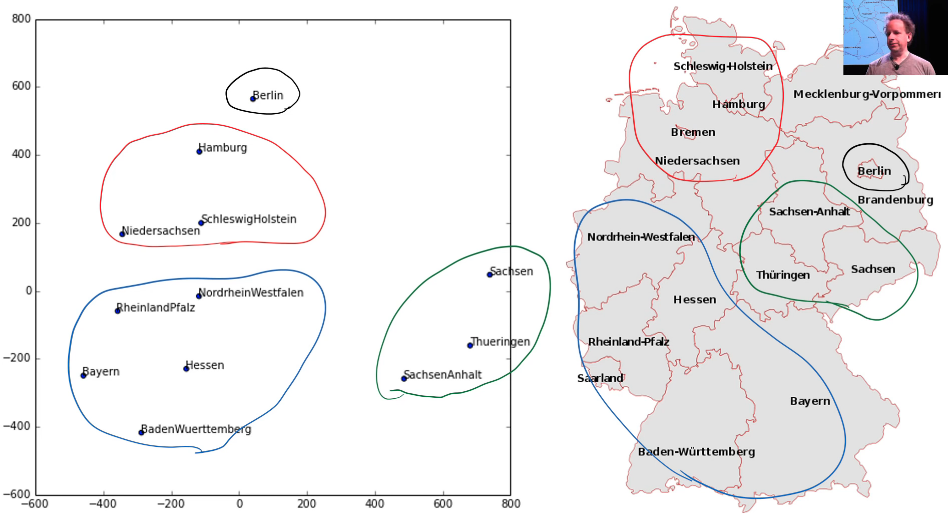 800
600
400
200
0
−200
−400
−600
−600
−400
−200
0
200
400
600
800
Berlin
Hamburg
SchleswigHolstein
Niedersachsen
Sachsen
NordrheinWestfalen
RheinlandPfalz
Thueringen
Hessen
Bayern
SachsenAnhalt
BadenWuerttemberg
Schleswig-Holstein
Mecklenburg-Vorpommern
Hamburg
Bremen
Niedersachsen
Berlin
Brandenburg
Sachsen-Anhalt
Nordrhein-Westfalen
Thüringen
Sachsen
Hessen
Rheinland-Pfalz
Saarland
Bayern
Baden-Württemberg